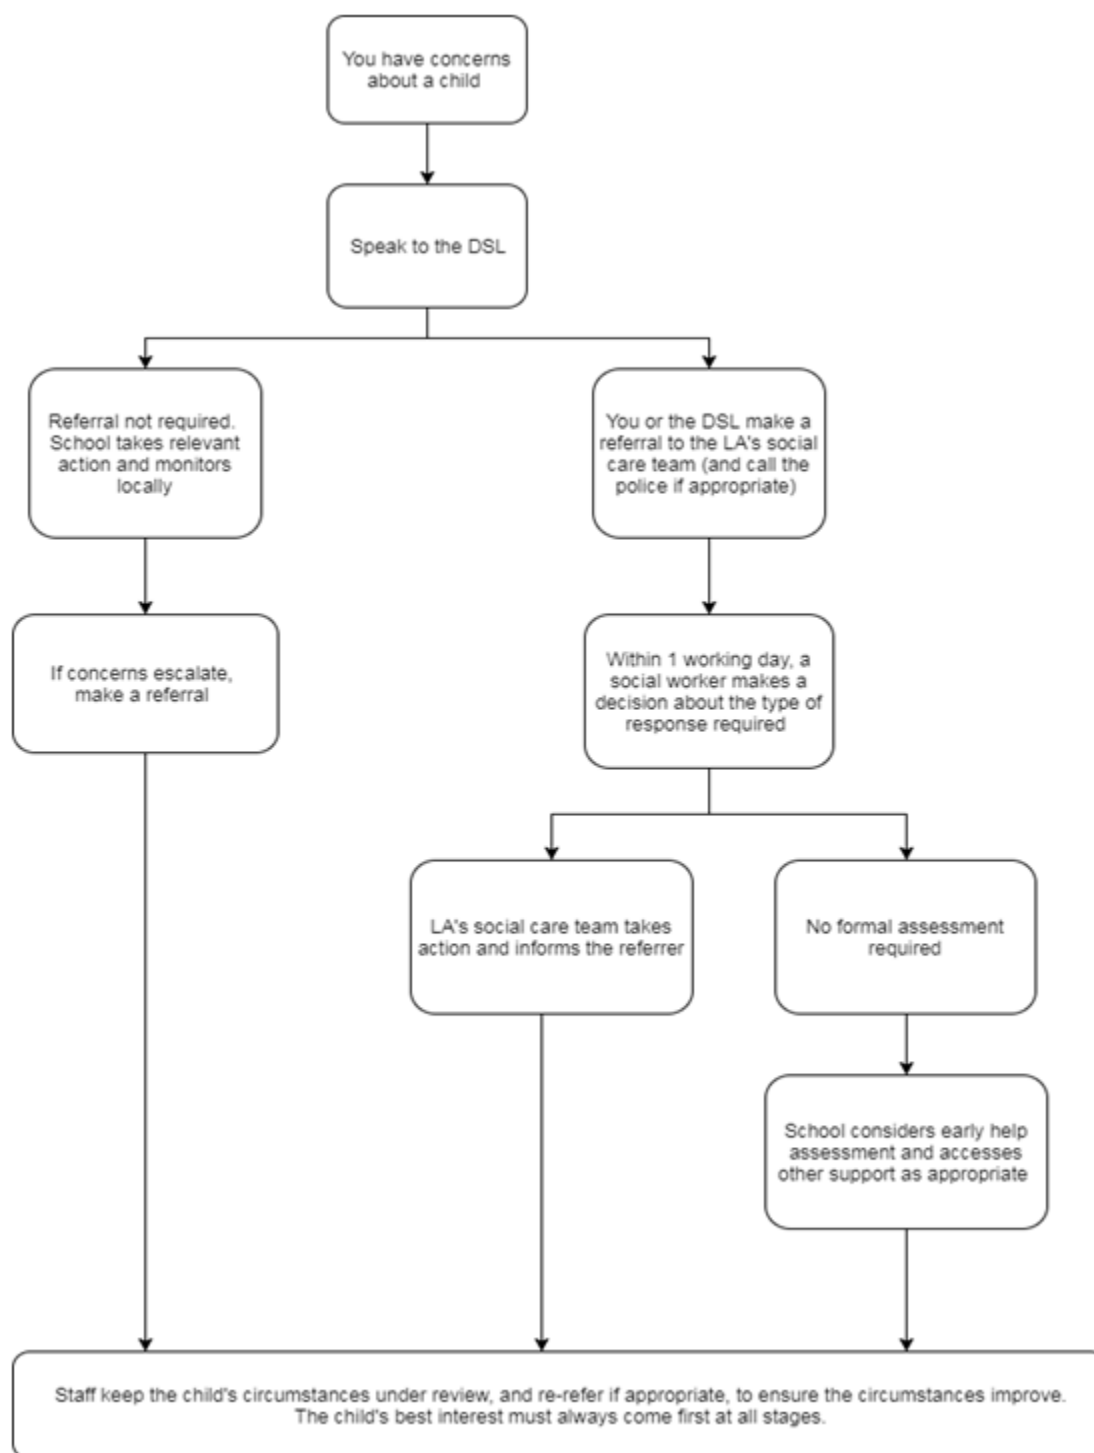 You have concerns
about a child
Speak to the DSL
Referral not required.
School takes relevant
action and monitors
locally
You or the DSL make a
referral to the LA's social
care team (and call the
police if appropriate)
If concerns escalate,
make a referral
Within 1 working day, a
social worker makes a
decision about the type of
response required
LA's social care team takes
action and informs the referrer
No formal assessment
required
School considers early help
assessment and accesses
other support as appropriate
Staff keep the child's circumstances under review, and re-refer if appropriate, to ensure the circumstances improve.
The child's best interest must always come first at all stages.